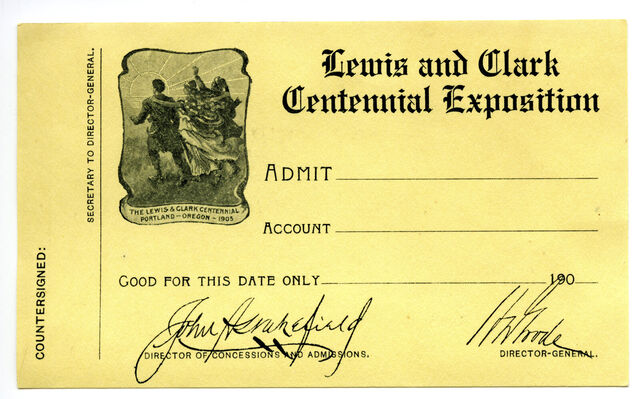 Lewis and Clark
Centennial Exposition
THE LEWIS & CLARK CENTENNIAL
PORTLAND - OREGON - 1905
ADMIT
ACCOUNT
GOOD FOR THIS DATE ONLY 190
John A Wakefield
DIRECTOR OF CONCESSIONS AND ADMISSIONS.
H W Goode
DIRECTOR-GENERAL.
COUNTERSIGNED:
SECRETARY TO DIRECTOR-GENERAL.